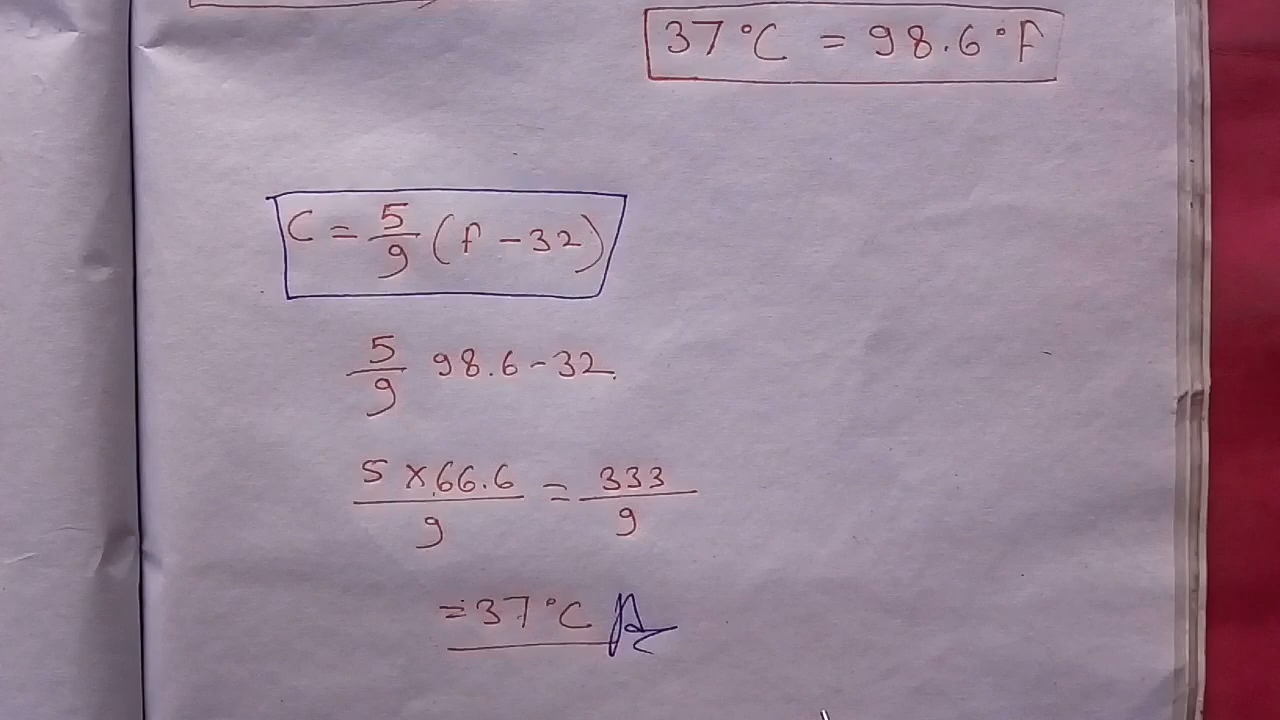 37°C = 98.6°F
C = 5/9 (F - 32)
5/9 98.6 - 32
5 × 66.6 / 9 = 333 / 9
= 37°C